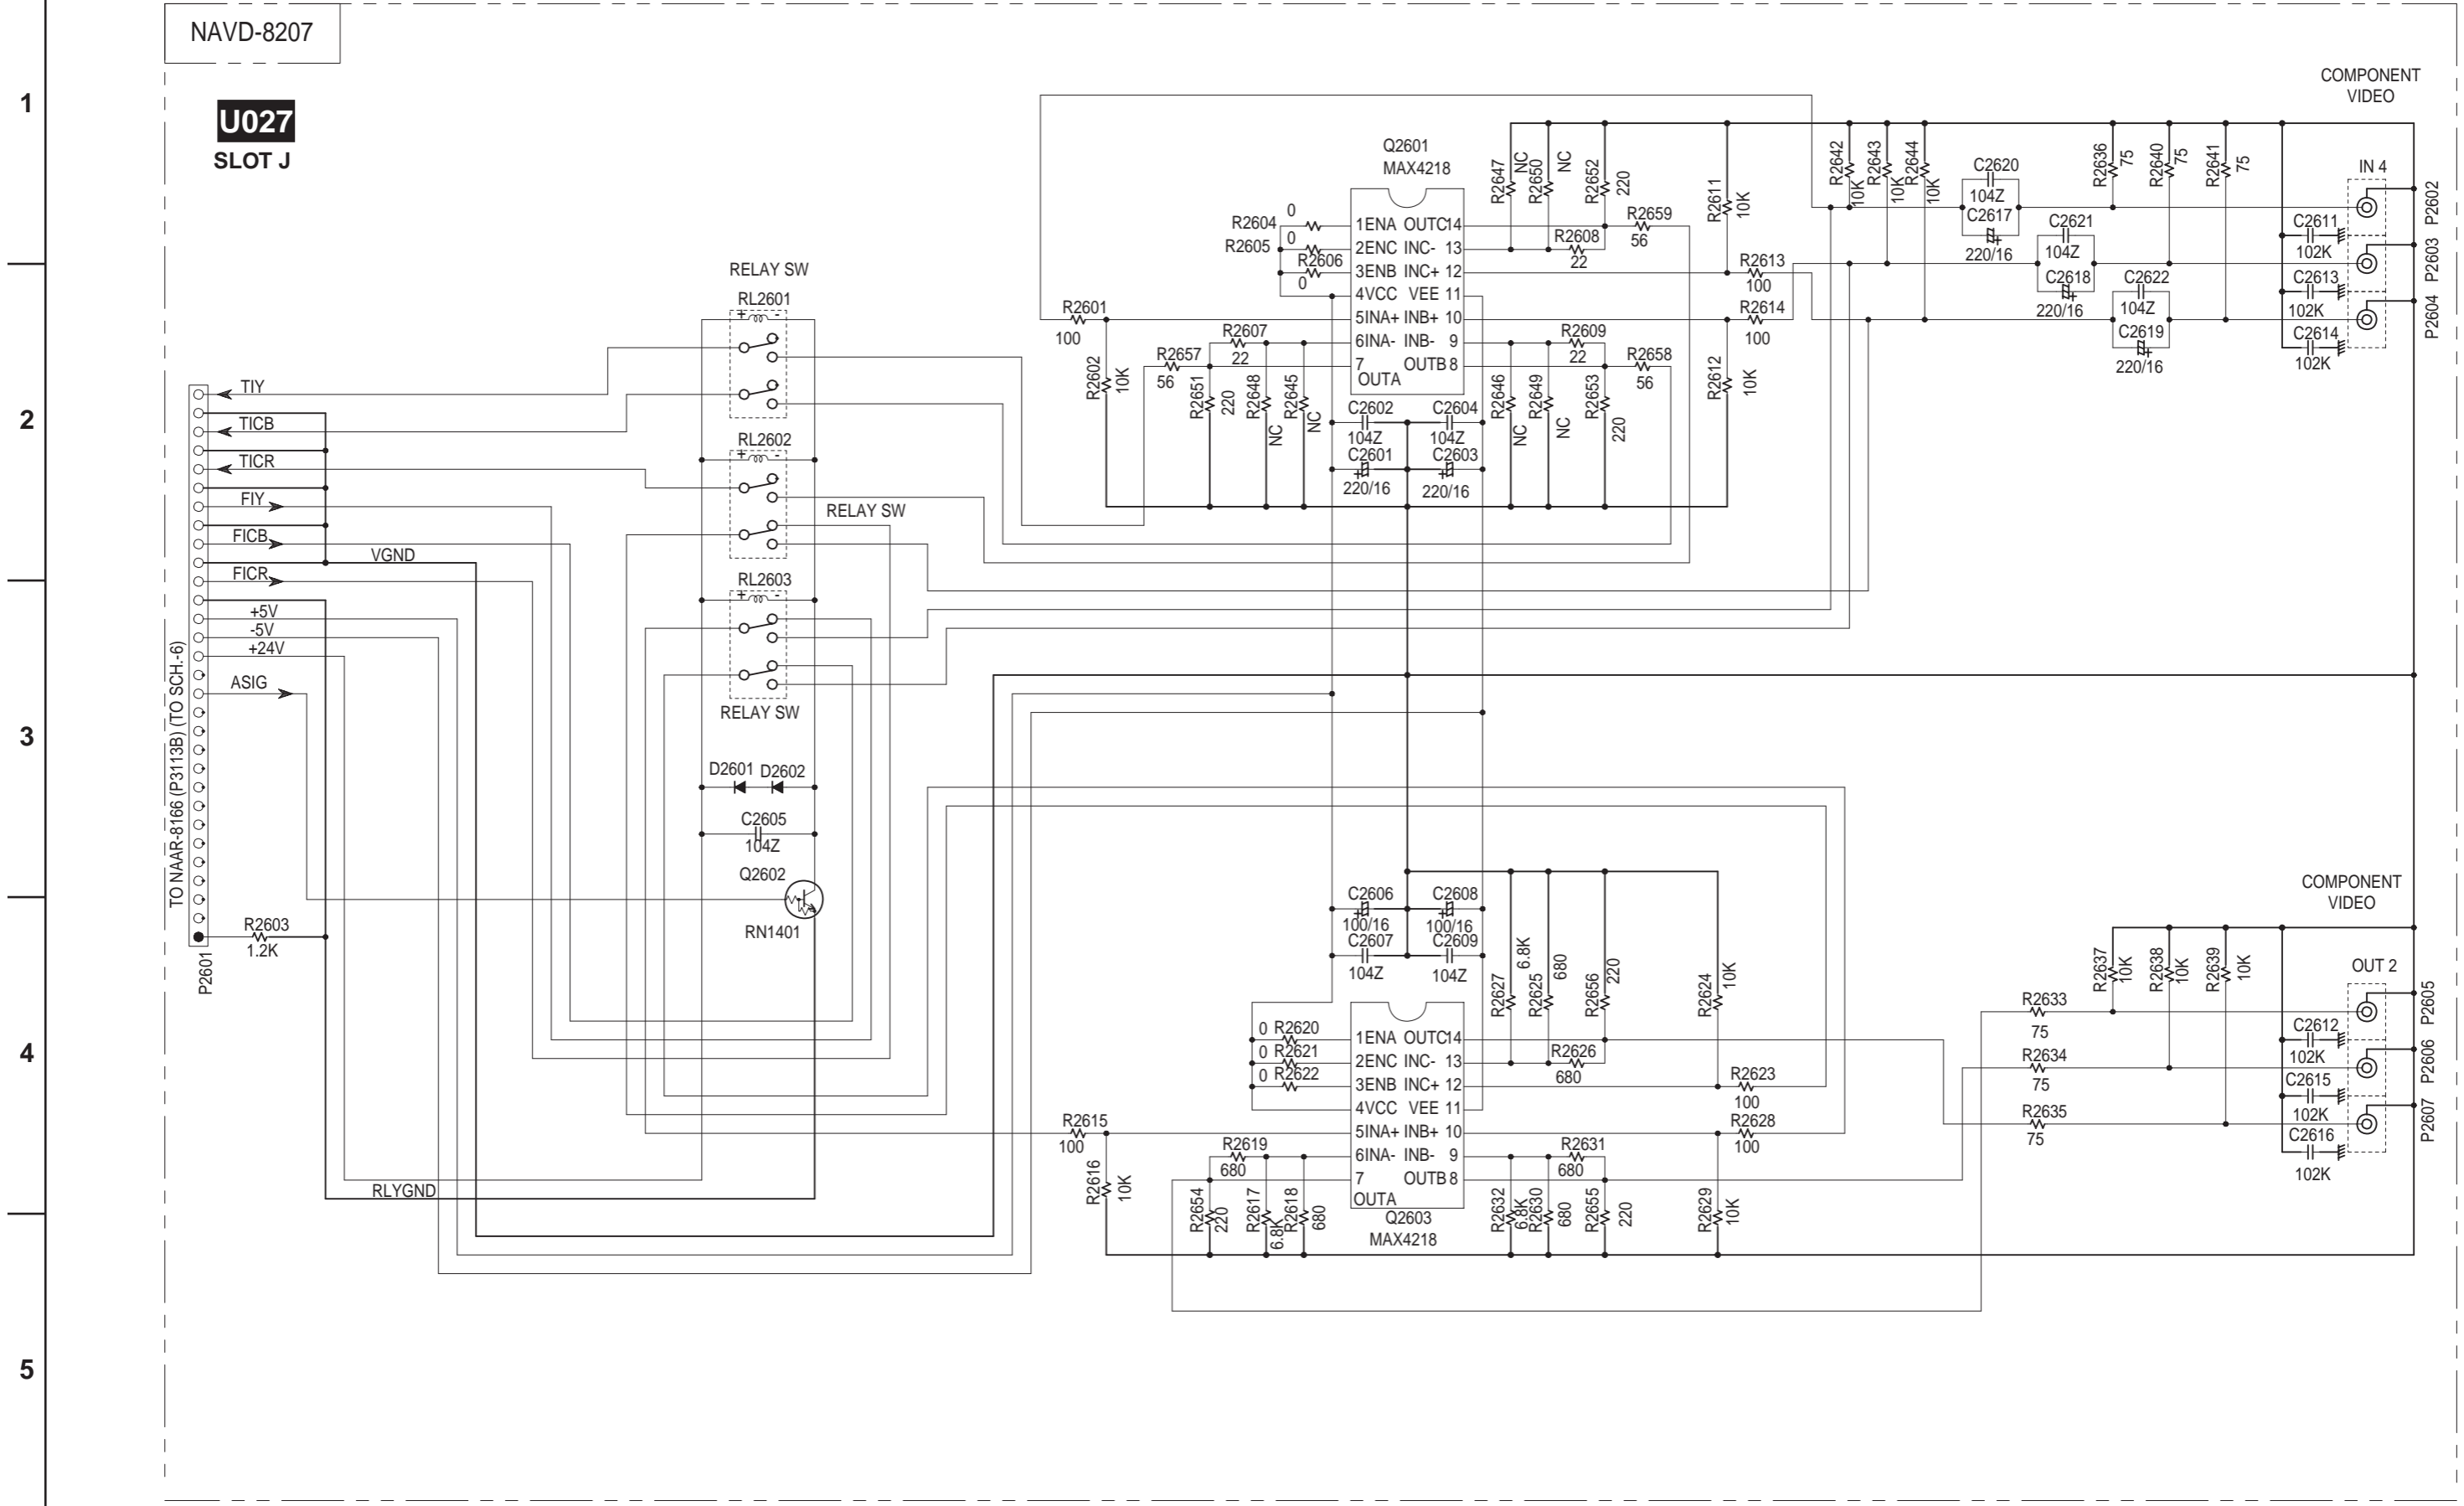 NAVD-8207
U027
SLOT J
1
2
3
4
5
TO NAAR-8166 (P3113B) (TO SCH.-6)
P2601
TIY
TICB
TICR
FIY
FICB
VGND
FICR
+5V
-5V
+24V
ASIG
R2603
1.2K
RLYGND
RELAY SW
RL2601
+ -
RL2602
+ -
RELAY SW
RL2603
+ -
RELAY SW
D2601 D2602
C2605
104Z
Q2602
RN1401
Q2601
MAX4218
R2604 0
R2605 0
R2606
0
1ENA OUTC14
2ENC INC- 13
3ENB INC+ 12
4VCC VEE 11
5INA+ INB+ 10
6INA- INB- 9
7 OUTB8
OUTA
R2601
100
R2602
10K
R2657
56
R2607
22
R2651
220
R2648
NC
R2645
NC
C2602
104Z
C2601
220/16
C2604
104Z
C2603
220/16
R2647
NC
R2650
NC
R2652
220
R2659
56
R2608
22
R2611
10K
R2613
100
R2614
100
R2609
22
R2658
56
R2646
NC
R2649
NC
R2653
220
R2612
10K
R2642
10K
R2643
10K
R2644
10K
C2620
104Z
C2617
220/16
C2621
104Z
C2618
220/16
C2622
104Z
C2619
220/16
R2636
75
R2640
75
R2641
75
COMPONENT
VIDEO
IN 4
C2611
102K
C2613
102K
C2614
102K
P2602
P2603
P2604
C2606
100/16
C2607
104Z
C2608
100/16
C2609
104Z
R2627
6.8K
R2625
680
R2656
220
R2624
10K
0 R2620
0 R2621
0 R2622
1ENA OUTC14
2ENC INC- 13
3ENB INC+ 12
4VCC VEE 11
5INA+ INB+ 10
6INA- INB- 9
7 OUTB8
OUTA
Q2603
MAX4218
R2626
680
R2623
100
R2628
100
R2615
100
R2616
10K
R2619
680
R2654
220
R2617
6.8K
R2618
680
R2631
680
R2632
6.8K
R2630
680
R2655
220
R2629
10K
R2633
75
R2634
75
R2635
75
R2637
10K
R2638
10K
R2639
10K
COMPONENT
VIDEO
OUT 2
C2612
102K
C2615
102K
C2616
102K
P2605
P2606
P2607